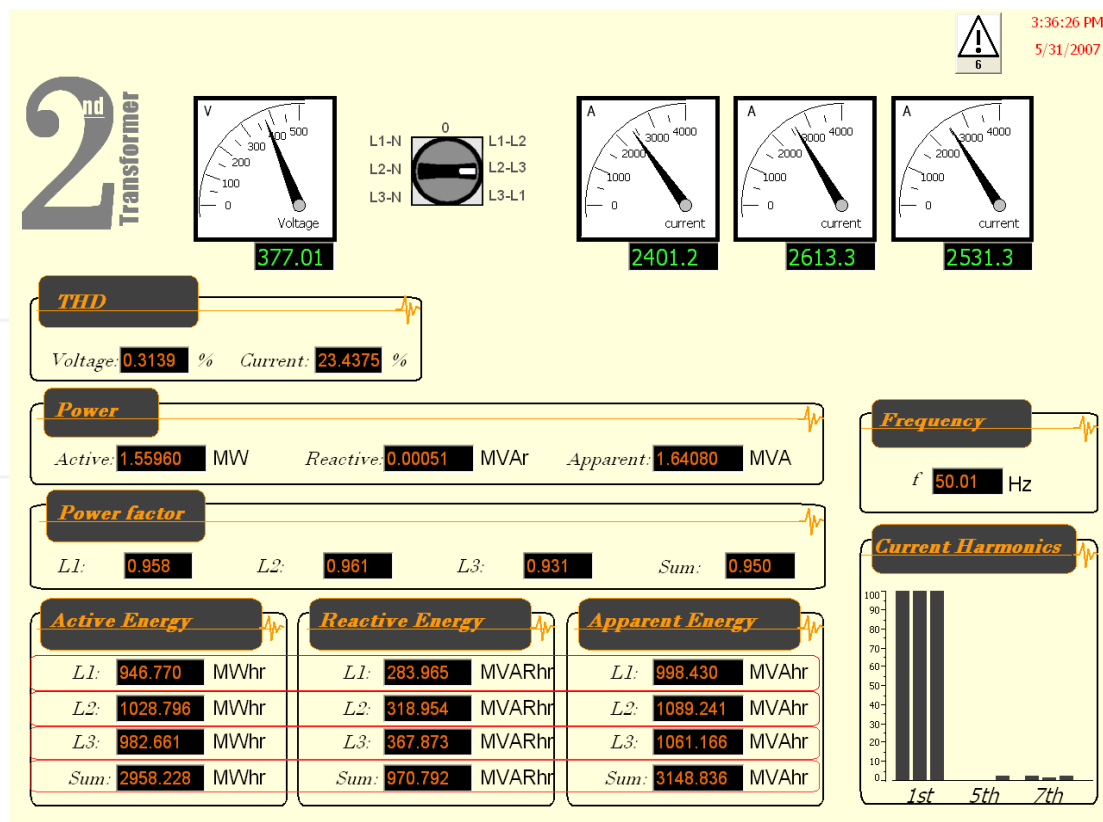 3:36:26 PM
5/31/2007
6
2nd Transformer
V
0 100 200 300 400 500
Voltage
377.01
0
L1-N L1-L2
L2-N L2-L3
L3-N L3-L1
A
0 1000 2000 3000 4000
current
2401.2
A
0 1000 2000 3000 4000
current
2613.3
A
0 1000 2000 3000 4000
current
2531.3
THD
Voltage: 0.3139 % Current: 23.4375 %
Power
Active: 1.55960 MW Reactive: 0.00051 MVAr Apparent: 1.64080 MVA
Frequency
f 50.01 Hz
Power factor
L1: 0.958 L2: 0.961 L3: 0.931 Sum: 0.950
Active Energy
L1: 946.770 MWhr
L2: 1028.796 MWhr
L3: 982.661 MWhr
Sum: 2958.228 MWhr
Reactive Energy
L1: 283.965 MVARhr
L2: 318.954 MVARhr
L3: 367.873 MVARhr
Sum: 970.792 MVARhr
Apparent Energy
L1: 998.430 MVAhr
L2: 1089.241 MVAhr
L3: 1061.166 MVAhr
Sum: 3148.836 MVAhr
Current Harmonics
100
90
80
70
60
50
40
30
20
10
0
1st 5th 7th